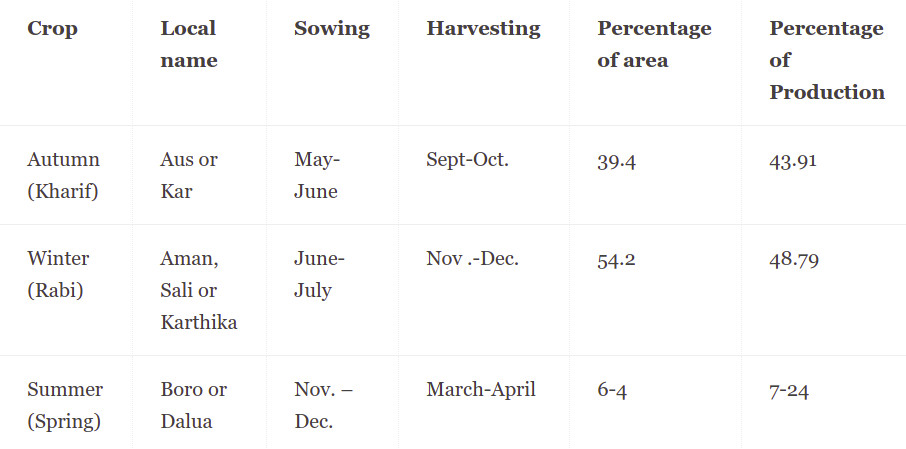 Crop Local Sowing Harvesting Percentage Percentage
name of area of
Production
Autumn Aus or May- Sept-Oct. 39.4 43.91
(Kharif) Kar June
Winter Aman, June- Nov .-Dec. 54.2 48.79
(Rabi) Sali or July
Karthika
Summer Boro or Nov. – March-April 6-4 7-24
(Spring) Dalua Dec.